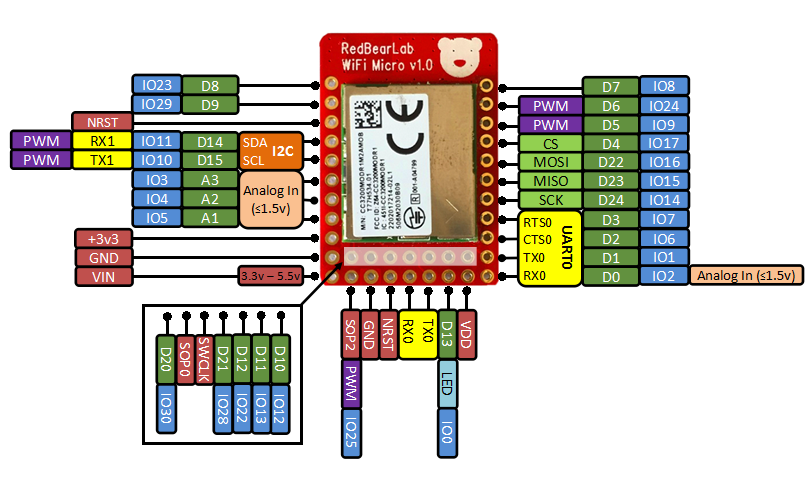 RedBearLab
WiFi Micro v1.0
IO23 D8
IO29 D9
NRST
PWM RX1 IO11 D14 SDA
PWM TX1 IO10 D15 SCL
I2C
IO3 A3
IO4 A2
IO5 A1
Analog In
(≤1.5v)
+3v3
GND
VIN 3.3v – 5.5v
CE
M/N: CC3200MODR1M2AMOB
T77H534.01
FCC ID: Z64-CC3200MODR1
IC: 451I-CC3200MODR1
D7 IO8
PWM D6 IO24
PWM D5 IO9
CS D4 IO17
MOSI D22 IO16
MISO D23 IO15
SCK D24 IO14
RTS0 D3 IO7
CTS0 D2 IO6
TX0 D1 IO1
RX0 D0 IO2 Analog In (≤1.5v)
UART0
D20 IO30
SOP0
SWCLK
D21 IO28
D12 IO22
D11 IO13
D10 IO12
SOP2 PWM IO25
GND
NRST
RX0
TX0
D13 LED IO0
VDD